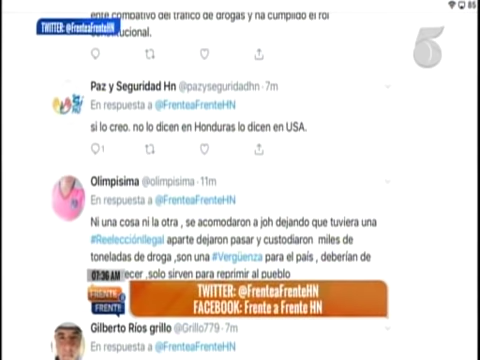 ente combativo del tráfico de drogas y ha cumplido el rol
TWITTER: @FrenteaFrenteHN
stitucional.
5
85
Paz y Seguridad Hn @pazyseguridadhn · 7m
En respuesta a @FrenteaFrenteHN
si lo creo. no lo dicen en Honduras lo dicen en USA.
1
Olimpisima @olimpisima · 11m
En respuesta a @FrenteaFrenteHN
Ni una cosa ni la otra , se acomodaron a joh dejando que tuviera una
#ReelecciónIlegal aparte dejaron pasar y custodiaron miles de
toneladas de droga ,son una #Vergüenza para el país , deberían de
07:36 AM
ecer ,solo sirven para reprimir al pueblo
FRENTE a FRENTE
TWITTER: @FrenteaFrenteHN
FACEBOOK: Frente a Frente HN
Gilberto Ríos grillo @Grillo779 · 7m
En respuesta a @FrenteaFrenteHN